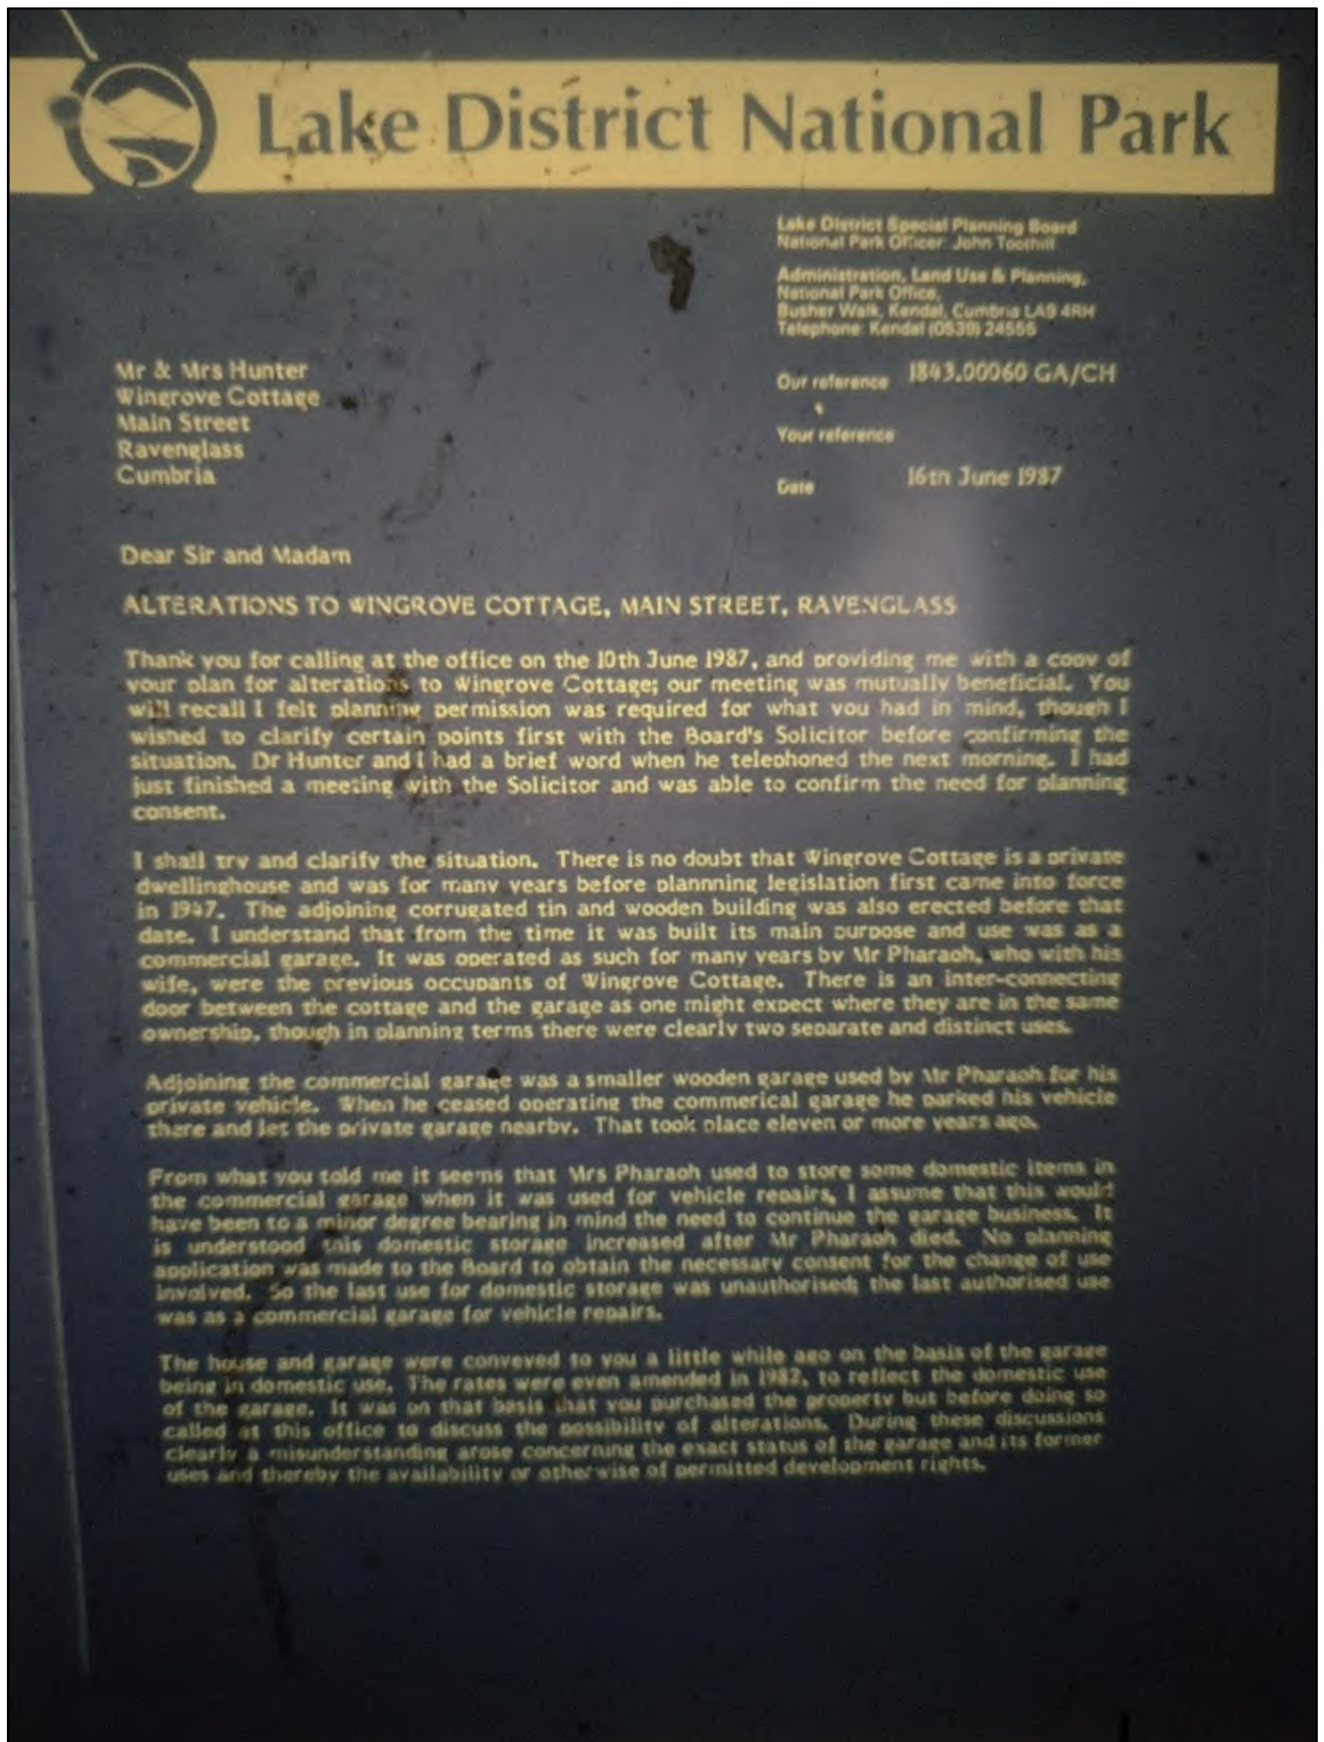 Lake District National Park
Lake District Special Planning Board
National Park Officer: John Toothill
Administration, Land Use & Planning,
National Park Office,
Busher Walk, Kendal, Cumbria LA9 4RH
Telephone: Kendal (0539) 24555
Mr & Mrs Hunter
Wingrove Cottage
Main Street
Ravenglass
Cumbria
Our reference 1843.00060 GA/CH
Your reference
Date 16th June 1987
Dear Sir and Madam
ALTERATIONS TO WINGROVE COTTAGE, MAIN STREET, RAVENGLASS
Thank you for calling at the office on the 10th June 1987, and providing me with a copy of
your plan for alterations to Wingrove Cottage; our meeting was mutually beneficial. You
will recall I felt planning permission was required for what you had in mind, though I
wished to clarify certain points first with the Board's Solicitor before confirming the
situation. Dr Hunter and I had a brief word when he telephoned the next morning. I had
just finished a meeting with the Solicitor and was able to confirm the need for planning
consent.
I shall try and clarify the situation. There is no doubt that Wingrove Cottage is a private
dwellinghouse and was for many years before plannning legislation first came into force
in 1947. The adjoining corrugated tin and wooden building was also erected before that
date. I understand that from the time it was built its main purpose and use was as a
commercial garage. It was operated as such for many years by Mr Pharaoh, who with his
wife, were the previous occupants of Wingrove Cottage. There is an inter-connecting
door between the cottage and the garage as one might expect where they are in the same
ownership, though in planning terms there were clearly two separate and distinct uses.
Adjoining the commercial garage was a smaller wooden garage used by Mr Pharaoh for his
private vehicle. When he ceased operating the commerical garage he parked his vehicle
there and let the private garage nearby. That took place eleven or more years ago.
From what you told me it seems that Mrs Pharaoh used to store some domestic items in
the commercial garage when it was used for vehicle repairs, I assume that this would
have been to a minor degree bearing in mind the need to continue the garage business. It
is understood this domestic storage increased after Mr Pharaoh died. No planning
application was made to the Board to obtain the necessary consent for the change of use
involved. So the last use for domestic storage was unauthorised; the last authorised use
was as a commercial garage for vehicle repairs.
The house and garage were conveyed to you a little while ago on the basis of the garage
being in domestic use. The rates were even amended in 1982, to reflect the domestic use
of the garage. It was on that basis that you purchased the property but before doing so
called at this office to discuss the possibility of alterations. During these discussions
clearly a misunderstanding arose concerning the exact status of the garage and its former
uses and thereby the availability or otherwise of permitted development rights.